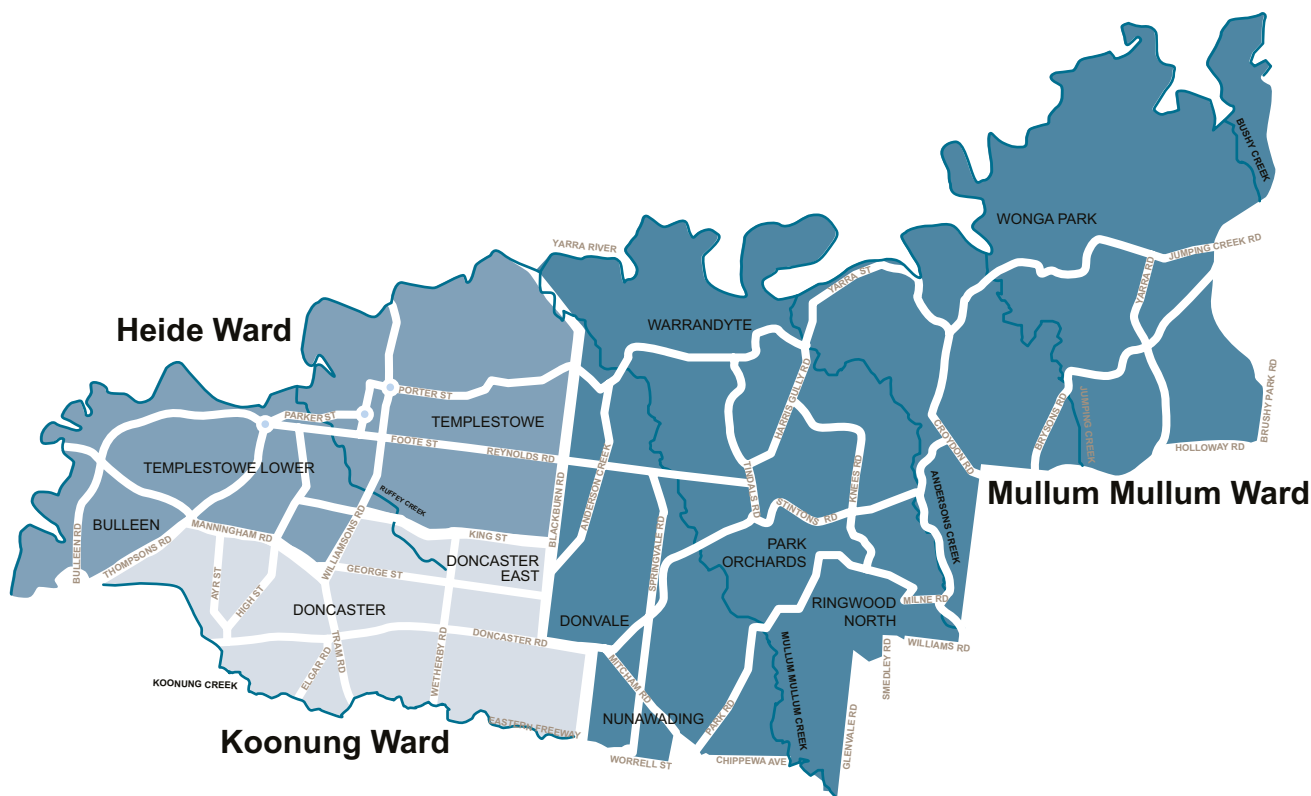 BUSHY CREEK
WONGA PARK
YARRA RIVER
JUMPING CREEK RD
YARRA RD
YARRA ST
Heide Ward
WARRANDYTE
PORTER ST
PARKER ST
TEMPLESTOWE
FOOTE ST
REYNOLDS RD
HARRIS GULLY RD
BRUSHY PARK RD
BRYSONS RD
JUMPING CREEK
HOLLOWAY RD
CROYDON RD
TEMPLESTOWE LOWER
RUFFEY CREEK
BLACKBURN RD
ANDERSON CREEK
TINDALS RD
KNEES RD
ANDERSONS CREEK
Mullum Mullum Ward
BULLEEN
BULLEEN RD
THOMPSONS RD
MANNINGHAM RD
WILLIAMSONS RD
KING ST
SPRINGVALE RD
STINTONS RD
PARK
ORCHARDS
DONCASTER
EAST
GEORGE ST
AYR ST
HIGH ST
DONCASTER
DONCASTER RD
DONVALE
RINGWOOD
NORTH
MILNE RD
WILLIAMS RD
SMEDLEY RD
ELGAR RD
TRAM RD
WETHERBY RD
MITCHAM RD
MULLUM MULLUM CREEK
KOONUNG CREEK
Koonung Ward
EASTERN FREEWAY
NUNAWADING
PARK RD
GLENVALE RD
WORRELL ST
CHIPPEWA AVE